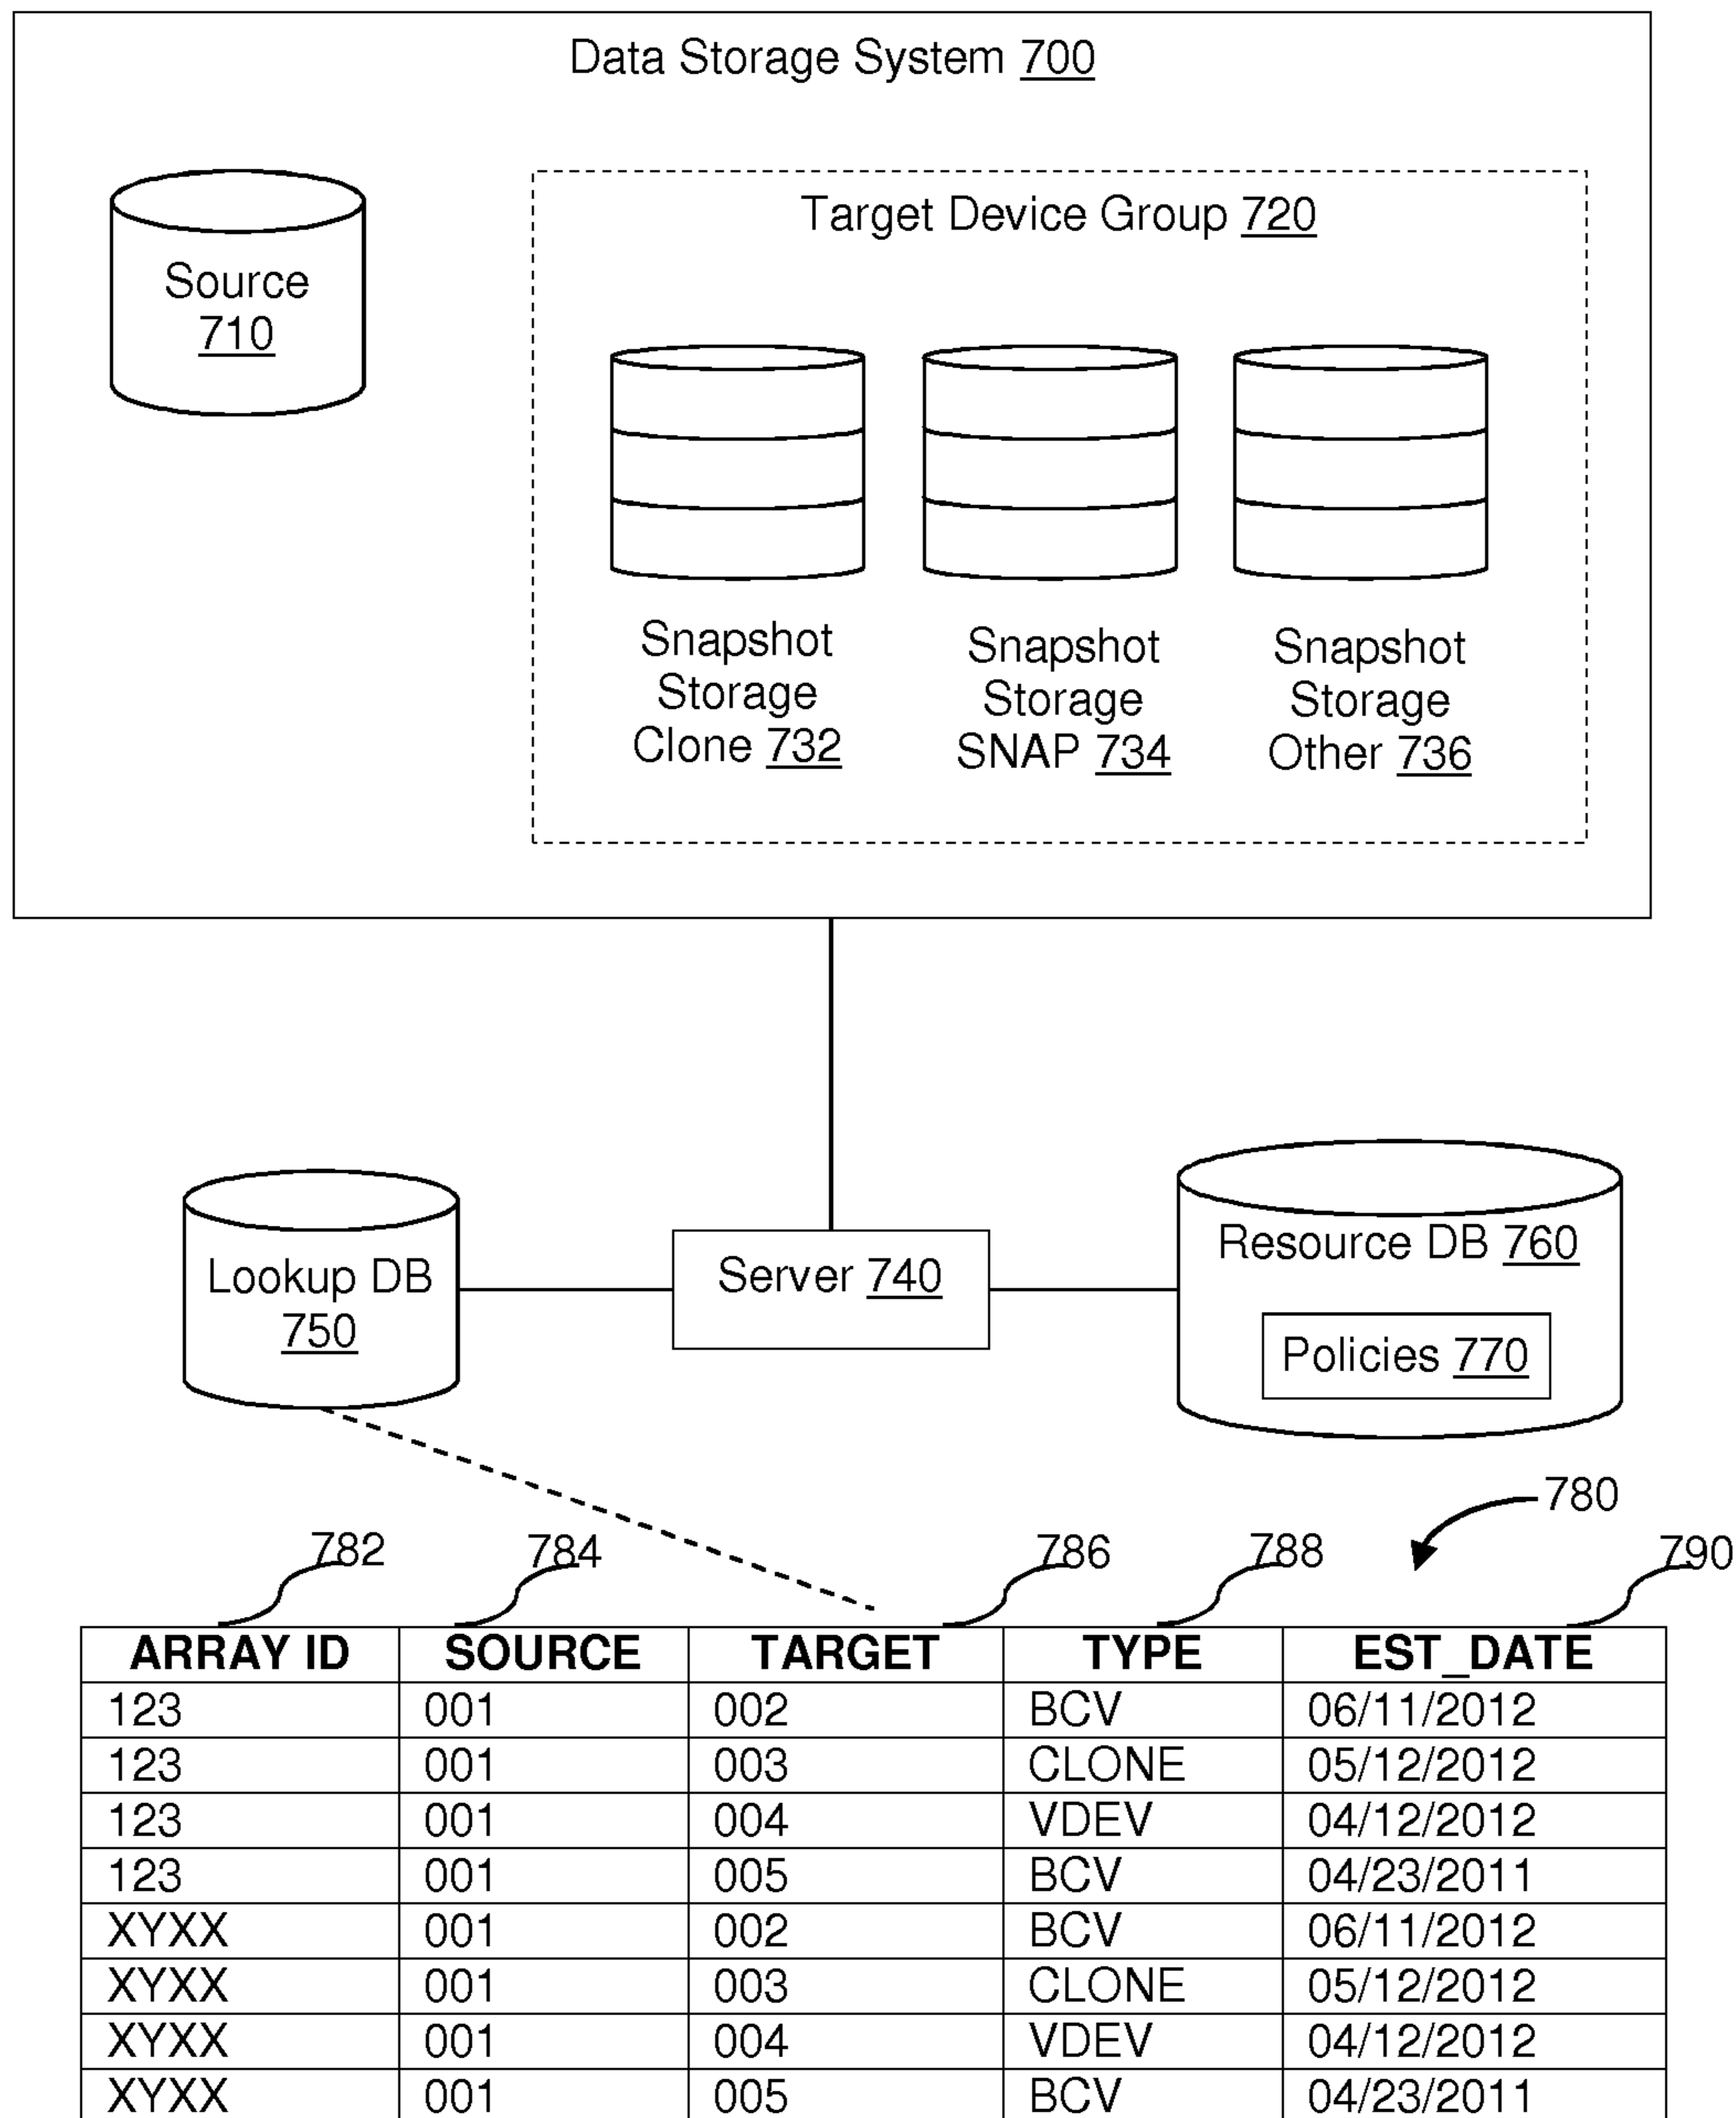 Data Storage System 700
Source
710
Target Device Group 720
Snapshot
Storage
Clone 732
Snapshot
Storage
SNAP 734
Snapshot
Storage
Other 736
Lookup DB
750
Server 740
Resource DB 760
Policies 770
780
782
784
786
788
790
ARRAY ID SOURCE TARGET TYPE EST_DATE
123 001 002 BCV 06/11/2012
123 001 003 CLONE 05/12/2012
123 001 004 VDEV 04/12/2012
123 001 005 BCV 04/23/2011
XYXX 001 002 BCV 06/11/2012
XYXX 001 003 CLONE 05/12/2012
XYXX 001 004 VDEV 04/12/2012
XYXX 001 005 BCV 04/23/2011